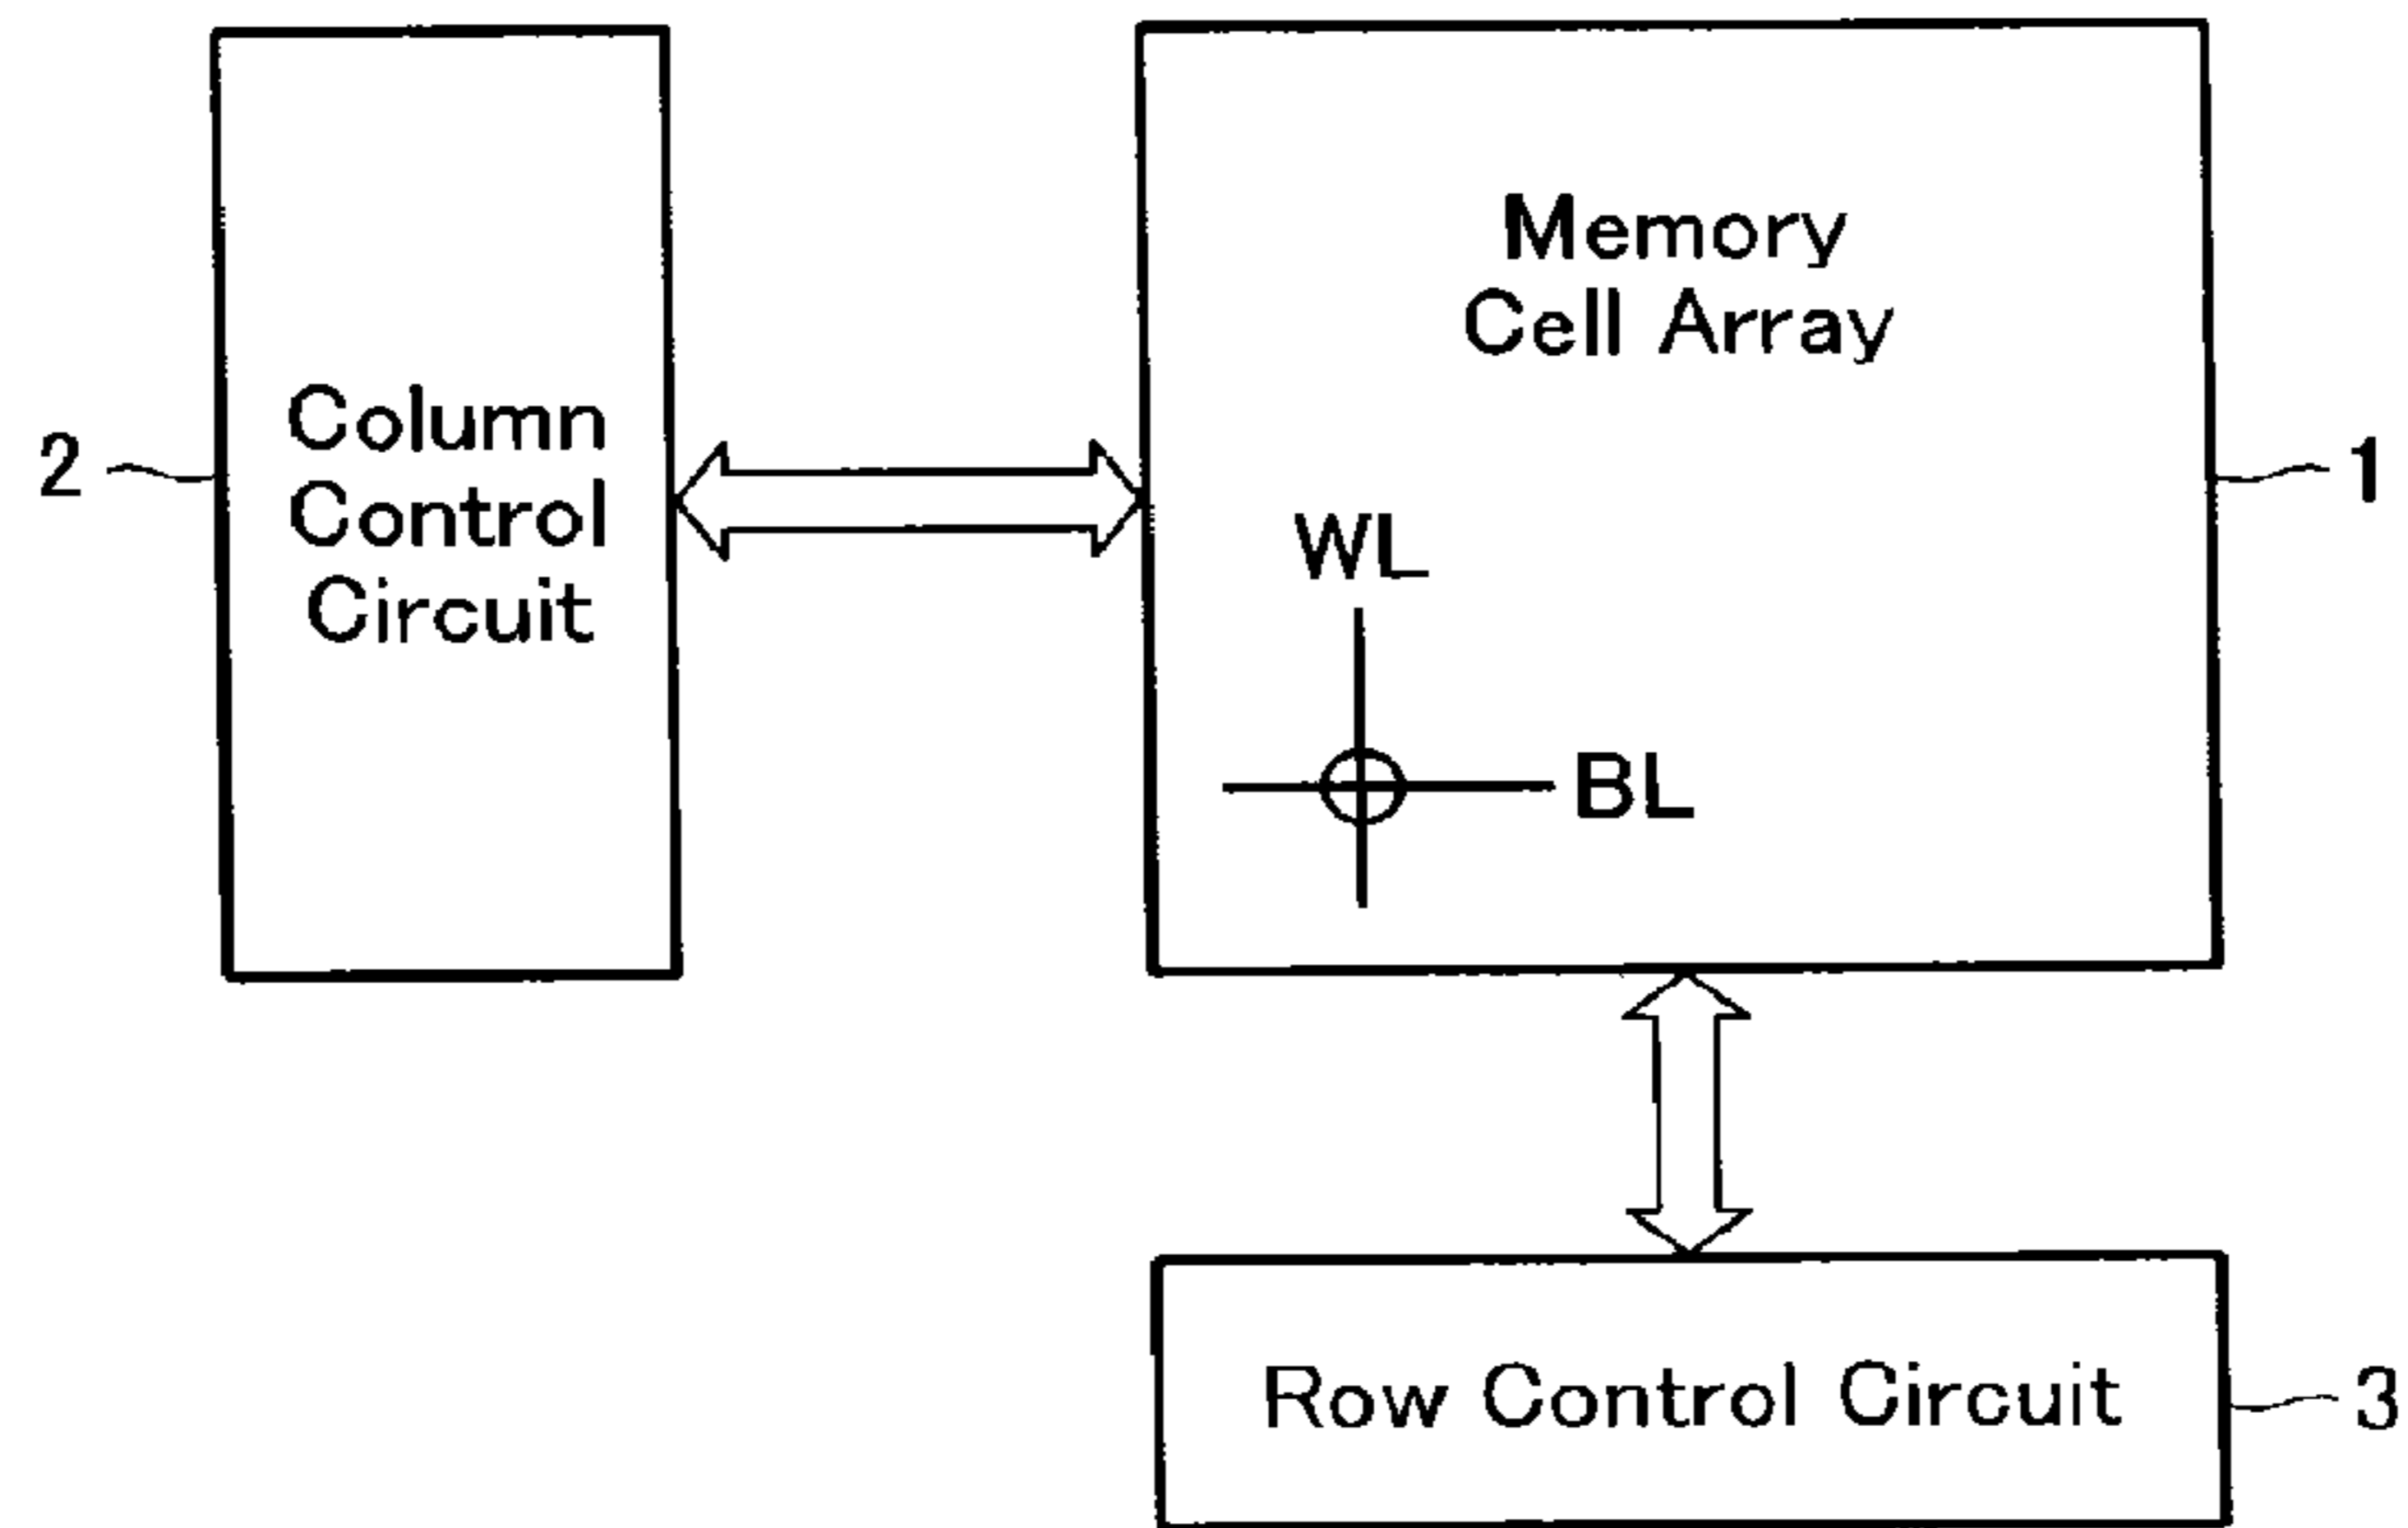 Memory
Cell Array
Column
Control
Circuit
2
1
WL
BL
Row Control Circuit
3